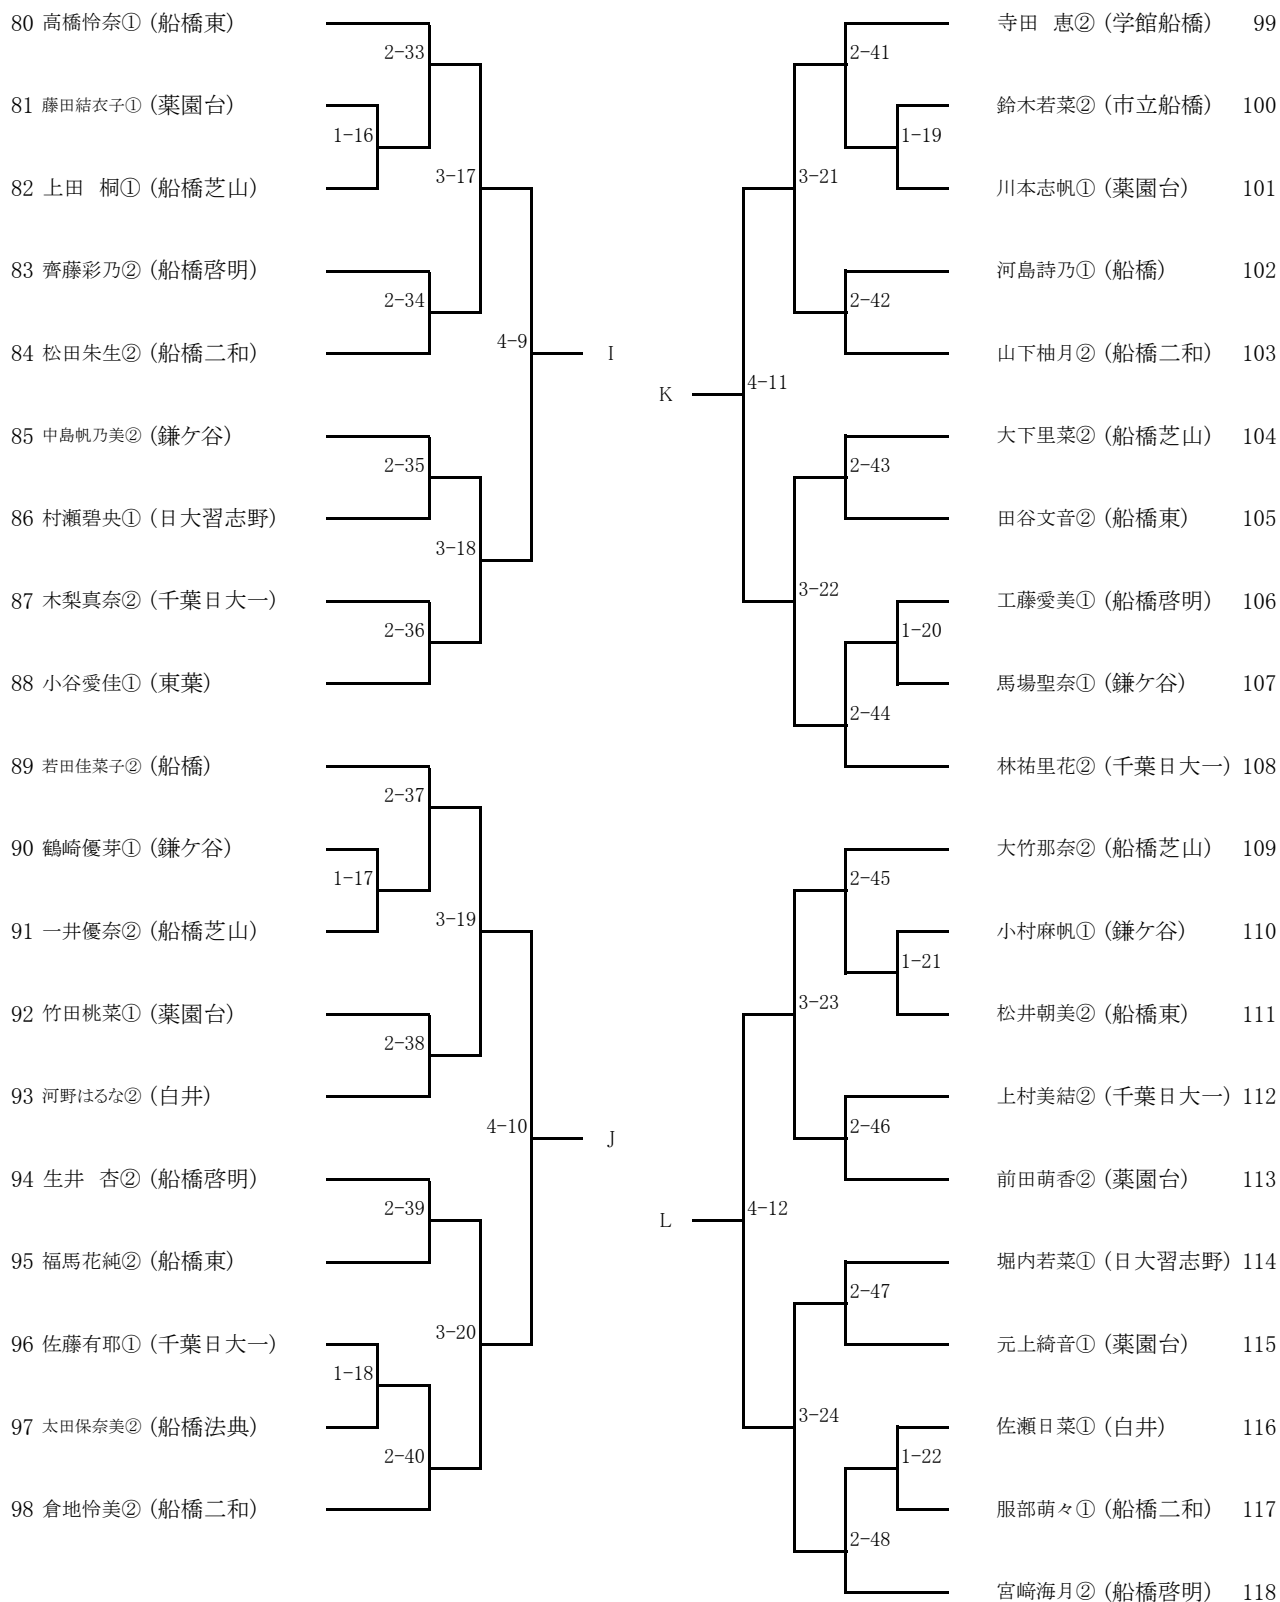 80 高橋怜奈① (船橋東)
2-33
81 藤田結衣子① (薬園台)
1-16
82 上田　桐① (船橋芝山)
3-17
83 齊藤彩乃② (船橋啓明)
2-34
84 松田朱生② (船橋二和)
4-9
I
85 中島帆乃美② (鎌ケ谷)
2-35
86 村瀬碧央① (日大習志野)
3-18
87 木梨真奈② (千葉日大一)
2-36
88 小谷愛佳① (東葉)
89 若田佳菜子② (船橋)
2-37
90 鶴崎優芽① (鎌ケ谷)
1-17
91 一井優奈② (船橋芝山)
3-19
92 竹田桃菜① (薬園台)
2-38
93 河野はるな② (白井)
4-10
J
94 生井　杏② (船橋啓明)
2-39
95 福馬花純② (船橋東)
3-20
96 佐藤有耶① (千葉日大一)
1-18
97 太田保奈美② (船橋法典)
2-40
98 倉地怜美② (船橋二和)
寺田　恵② (学館船橋) 99
2-41
鈴木若菜② (市立船橋) 100
1-19
川本志帆① (薬園台) 101
3-21
河島詩乃① (船橋) 102
2-42
山下柚月② (船橋二和) 103
K
4-11
大下里菜② (船橋芝山) 104
2-43
田谷文音② (船橋東) 105
3-22
工藤愛美① (船橋啓明) 106
1-20
馬場聖奈① (鎌ケ谷) 107
2-44
林祐里花② (千葉日大一) 108
大竹那奈② (船橋芝山) 109
2-45
小村麻帆① (鎌ケ谷) 110
1-21
松井朝美② (船橋東) 111
3-23
上村美結② (千葉日大一) 112
2-46
前田萌香② (薬園台) 113
L
4-12
堀内若菜① (日大習志野) 114
2-47
元上綺音① (薬園台) 115
3-24
佐瀬日菜① (白井) 116
1-22
服部萌々① (船橋二和) 117
2-48
宮﨑海月② (船橋啓明) 118